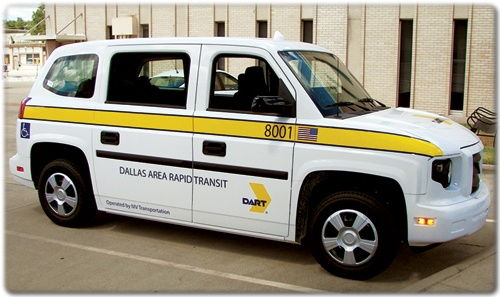 8001
DALLAS AREA RAPID TRANSIT
DART
Operated by MV Transportation